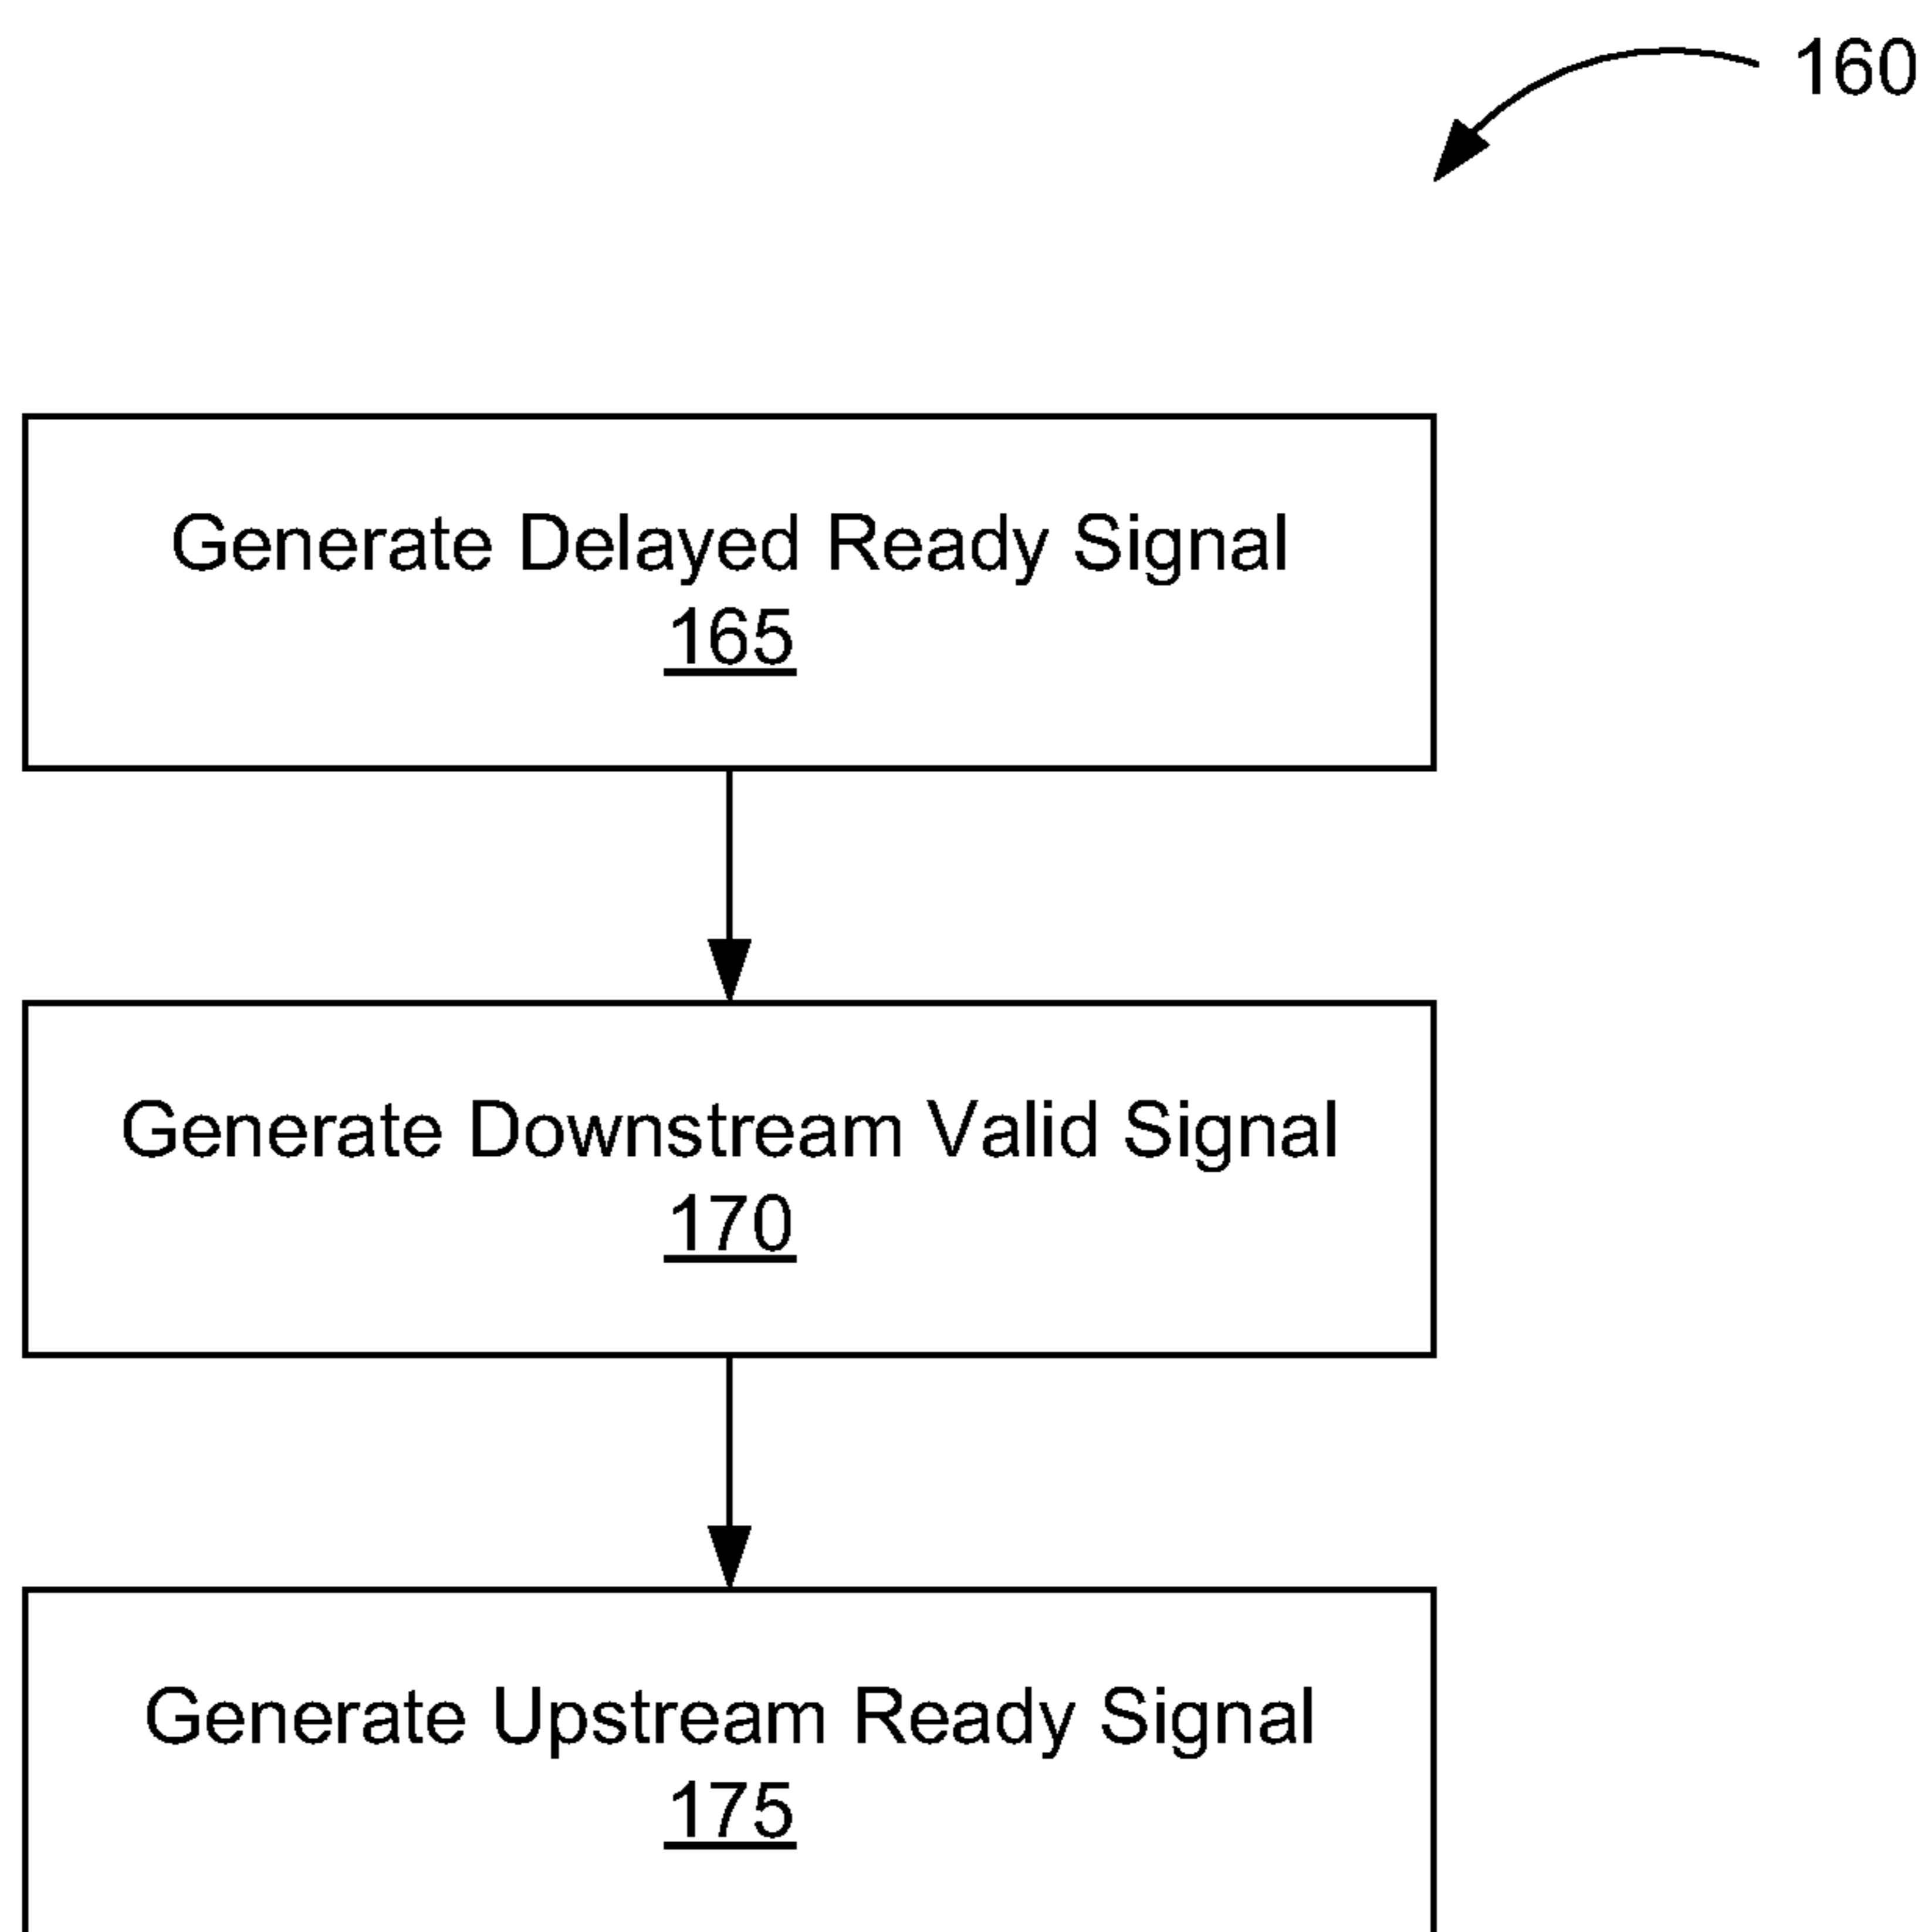 160
Generate Delayed Ready Signal
165
Generate Downstream Valid Signal
170
Generate Upstream Ready Signal
175